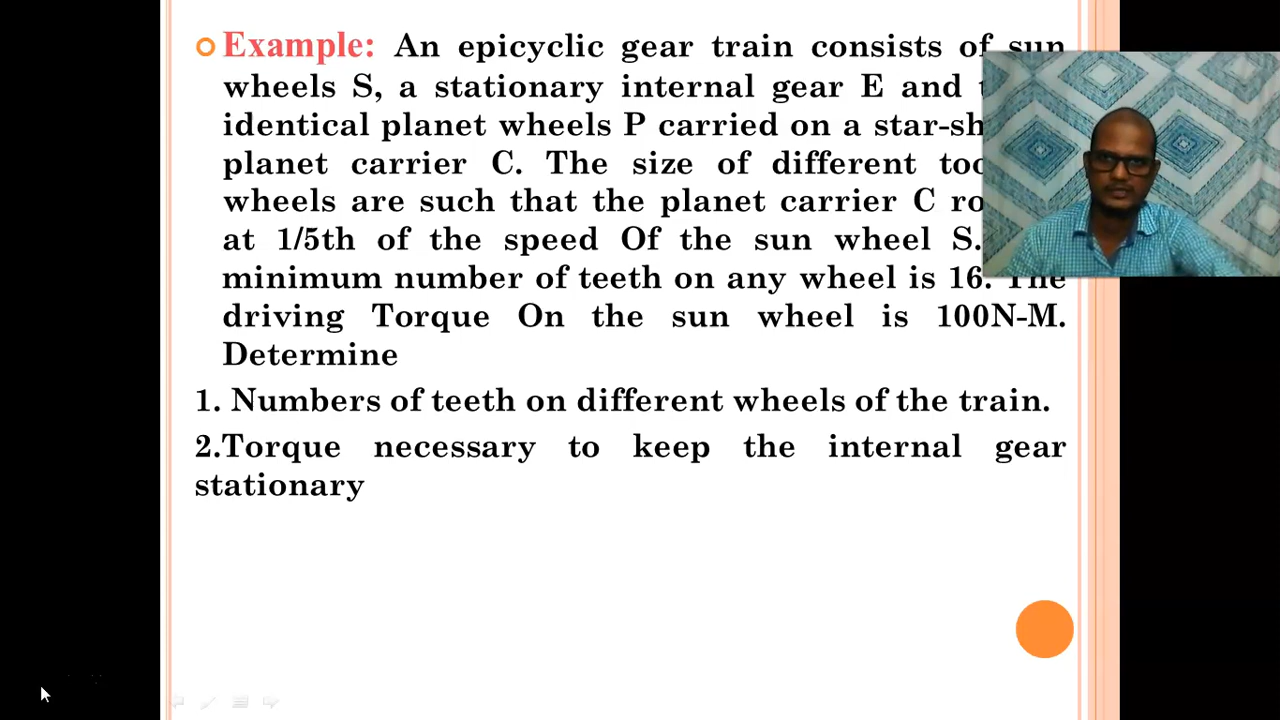 Example: An epicyclic gear train consists of sun
wheels S, a stationary internal gear E and
identical planet wheels P carried on a
planet carrier C. The size of different
wheels are such that the planet carrier C
at 1/5th of the speed Of the sun wheel S.
minimum number of teeth on any wheel is 16. The
driving Torque On the sun wheel is 100N-M.
Determine
1. Numbers of teeth on different wheels of the train.
2.Torque necessary to keep the internal gear
stationary